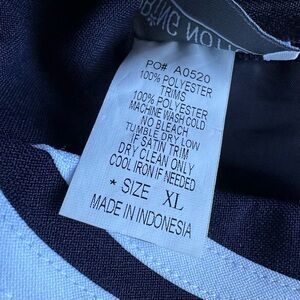 PO# A0520
100% POLYESTER
TRIMS
100% POLYESTER
MACHINE WASH COLD
NO BLEACH
TUMBLE DRY LOW
IF SATIN TRIM
DRY CLEAN ONLY
COOL IRON IF NEEDED
* SIZE XL
MADE IN INDONESIA